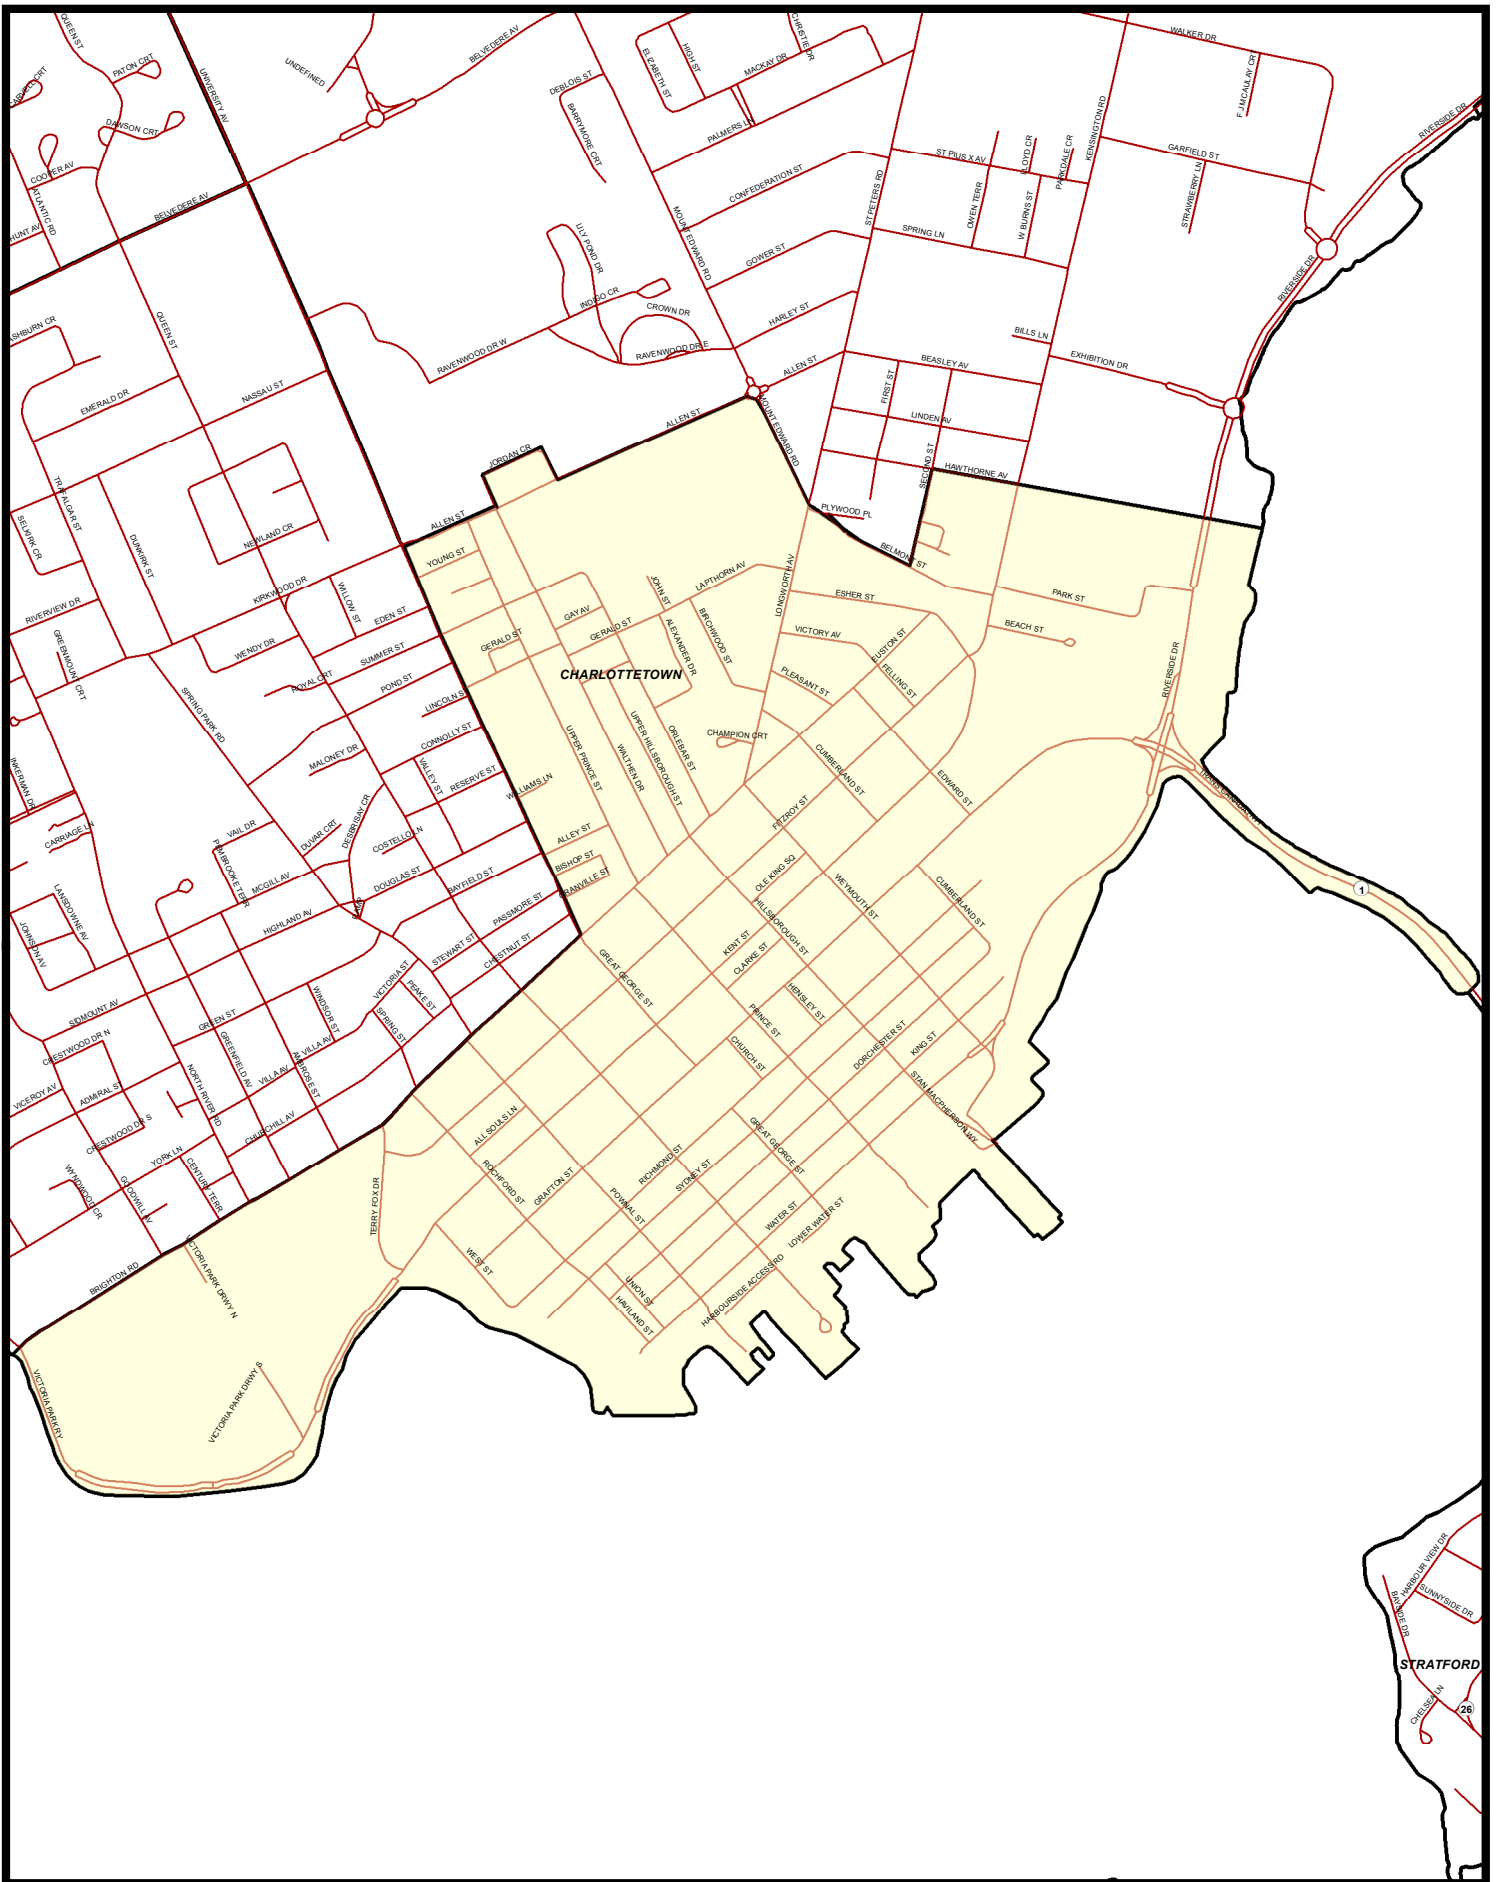 QUEEN ST
PATON CRT
DAWSON CRT
COOPER AV
ATLANTIC RD
HUNT AV
BELVEDERE AV
UNIVERSITY AV
UNDEFINED
BELVEDERE AV
DEBLOIS ST
BARRYMORE CRT
ELIZABETH ST
HIGH ST
MACKAY DR
CHRISTIE DR
PALMERS LN
CONFEDERATION ST
MOUNT EDWARD RD
GOWER ST
HARLEY ST
ALLEN ST
ST PETERS RD
ST PIUS X AV
OWEN TERR
LLOYD CR
PARKDALE CR
W BURNS ST
SPRING LN
KENSINGTON RD
WALKER DR
F J MCAULAY CRT
GARFIELD ST
STRAWBERRY LN
RIVERSIDE DR
RIVERSIDE DR
BILLS LN
EXHIBITION DR
BEASLEY AV
FIRST ST
LINDEN AV
SECOND ST
HAWTHORNE AV
PLYWOOD PL
BELMONT ST
LILY POND DR
INDIGO CR
CROWN DR
RAVENWOOD DR W
RAVENWOOD DR E
MOUNT EDWARD RD
ALLEN ST
JORDAN CR
ALLEN ST
ASHBURN CR
QUEEN ST
EMERALD DR
NASSAU ST
TRAFALGAR ST
SELKIRK CR
DUNKIRK ST
NEWLAND CR
KIRKWOOD DR
WILLOW ST
EDEN ST
RIVERVIEW DR
GREENMOUNT CRT
WENDY DR
SUMMER ST
ROYAL CRT
POND ST
SPRING PARK RD
LINCOLN ST
CONNOLLY ST
MALONEY DR
VALLEY ST
RESERVE ST
INKERMAN DR
CARRIAGE LN
VAIL DR
DUVAR CRT
DESBRISAY CR
COSTELLO LN
PEMBROKE TERR
MCGILL AV
DOUGLAS ST
BAYFIELD ST
RAMP
HIGHLAND AV
LANSDOWNE AV
JOHNSON AV
PASSMORE ST
STEWART ST
CHESTNUT ST
VICTORIA ST
PEAKE ST
SPRING ST
SIDMOUNT AV
GREEN ST
WINDSOR ST
CRESTWOOD DR N
GREENFIELD AV
VILLA AV
VILLA AV
AMBROSE ST
VICEROY AV
ADMIRAL ST
NORTH RIVER RD
CRESTWOOD DR S
CHURCHILL AV
YORK LN
CENTURY TERR
WYNDWOOD CR
GOODWILL AV
BRIGHTON RD
VICTORIA PARK DRWY N
VICTORIA PARK DRWY S
VICTORIA PARK RY
TERRY FOX DR
YOUNG ST
GERALD ST
GAY AV
GERALD ST
JOHN ST
LAPTHORN AV
LONGWORTH AV
ESHER ST
PARK ST
BEACH ST
VICTORY AV
EUSTON ST
FELLING ST
PLEASANT ST
BIRCHWOOD ST
ALEXANDER DR
CHARLOTTETOWN
UPPER PRINCE ST
WALTHEN DR
UPPER HILLSBOROUGH ST
ORLEBAR ST
CHAMPION CRT
CUMBERLAND ST
EDWARD ST
FITZROY ST
WILLIAMS LN
ALLEY ST
BISHOP ST
GRANVILLE ST
OLE KING SQ
WEYMOUTH ST
CUMBERLAND ST
HILLSBOROUGH ST
KENT ST
CLARKE ST
GREAT GEORGE ST
HENSLEY ST
PRINCE ST
CHURCH ST
DORCHESTER ST
KING ST
STAN MACPHERSON WY
ALL SOULS LN
ROCHFORD ST
GRAFTON ST
RICHMOND ST
SYDNEY ST
POWNAL ST
GREAT GEORGE ST
WATER ST
LOWER WATER ST
WEST ST
UNION ST
HAVILAND ST
HARBOURSIDE ACCESS RD
RIVERSIDE DR
TRANS CANADA HWY
1
HARBOUR VIEW DR
SUNNYSIDE DR
BAYSIDE DR
STRATFORD
CHELSEA LN
26